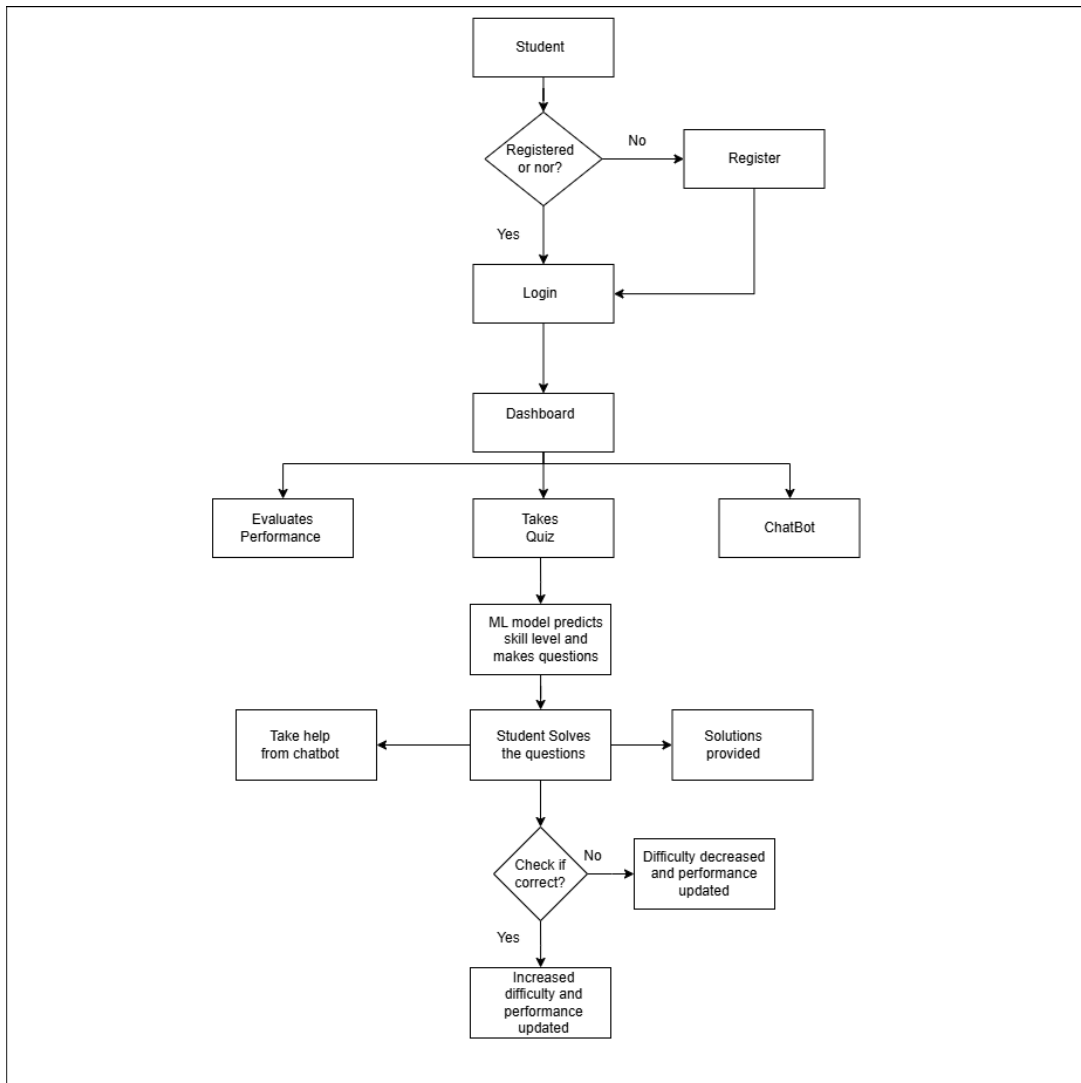 Student
Registered
or nor?
No
Register
Yes
Login
Dashboard
Evaluates
Performance
Takes
Quiz
ChatBot
ML model predicts
skill level and
makes questions
Take help
from chatbot
Student Solves
the questions
Solutions
provided
Check if
correct?
No
Difficulty decreased
and performance
updated
Yes
Increased
difficulty and
performance
updated